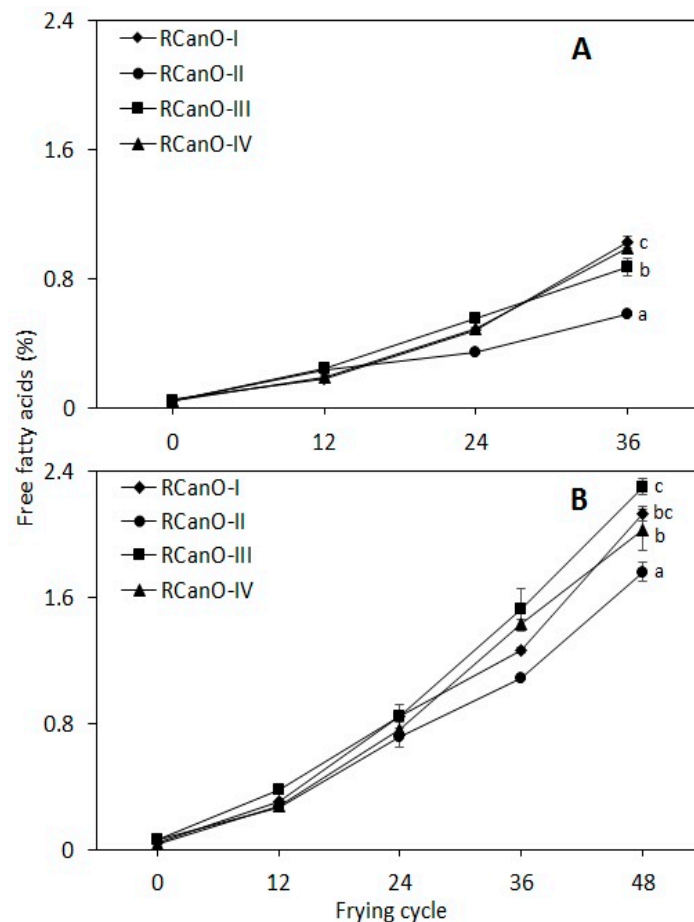 2.4
A
RCanO-I
RCanO-II
RCanO-III
RCanO-IV
1.6
0.8
0
c
b
a
0 12 24 36
Free fatty acids (%)
2.4
B
RCanO-I
RCanO-II
RCanO-III
RCanO-IV
1.6
0.8
0
c
bc
b
a
0 12 24 36 48
Frying cycle